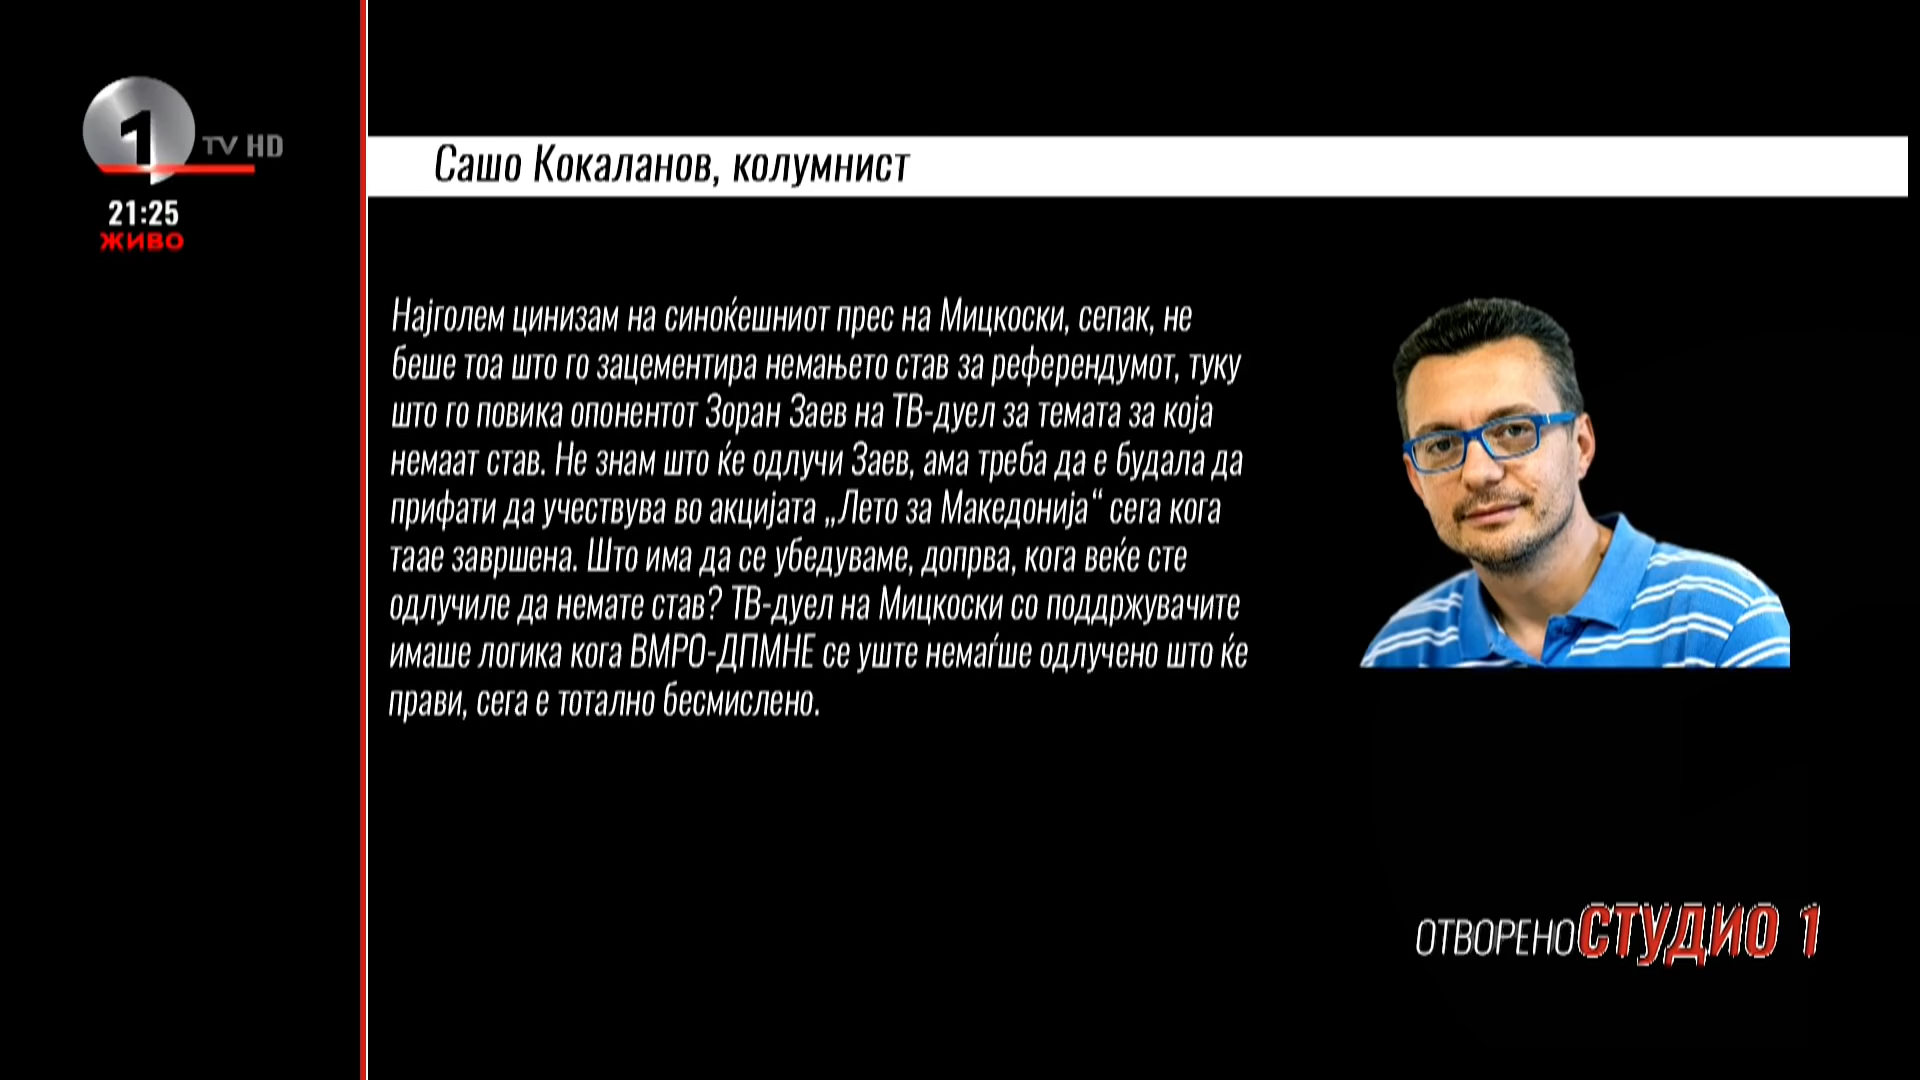 1 TV HD
21:25
ЖИВО
Сашо Кокаланов, колумнист
Најголем цинизам на синоќешниот прес на Мицкоски, сепак, не
беше тоа што го зацементира немањето став за референдумот, туку
што го повика опонентот Зоран Заев на ТВ-дуел за темата за која
немаат став. Не знам што ќе одлучи Заев, ама треба да е будала да
прифати да учествува во акцијата „Лето за Македонија“ сега кога
таае завршена. Што има да се убедуваме, допрва, кога веќе сте
одлучиле да немате став? ТВ-дуел на Мицкоски со поддржувачите
имаше логика кога ВМРО-ДПМНЕ се уште немаѓше одлучено што ќе
прави, сега е тотално бесмислено.
ОТВОРЕНО СТУДИО 1